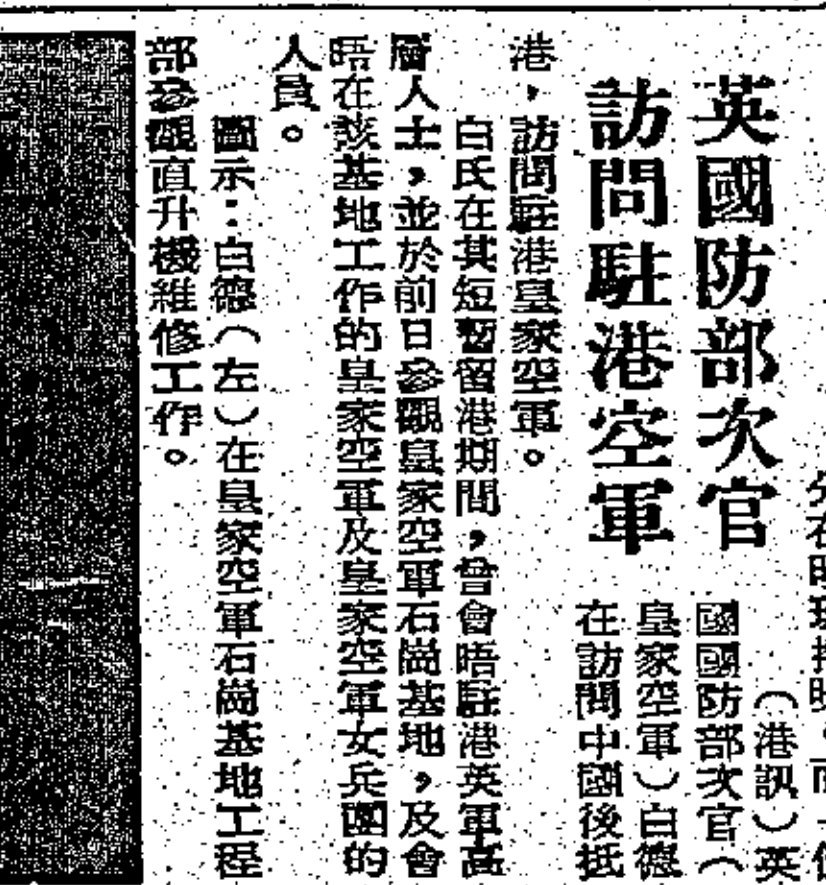 英國防部次官
訪問駐港空軍
(港訊)英
國國防部次官(
皇家空軍)白德
在訪問中國後抵
港,訪問駐港皇家空軍。
白氏在其短暫留港期間,曾會晤駐港英軍高
層人士,並於前日參觀皇家空軍石崗基地,及會
晤在該基地工作的皇家空軍及皇家空軍女兵團的
人員。
圖示:白德(左)在皇家空軍石崗基地工程
部參觀直升機維修工作。